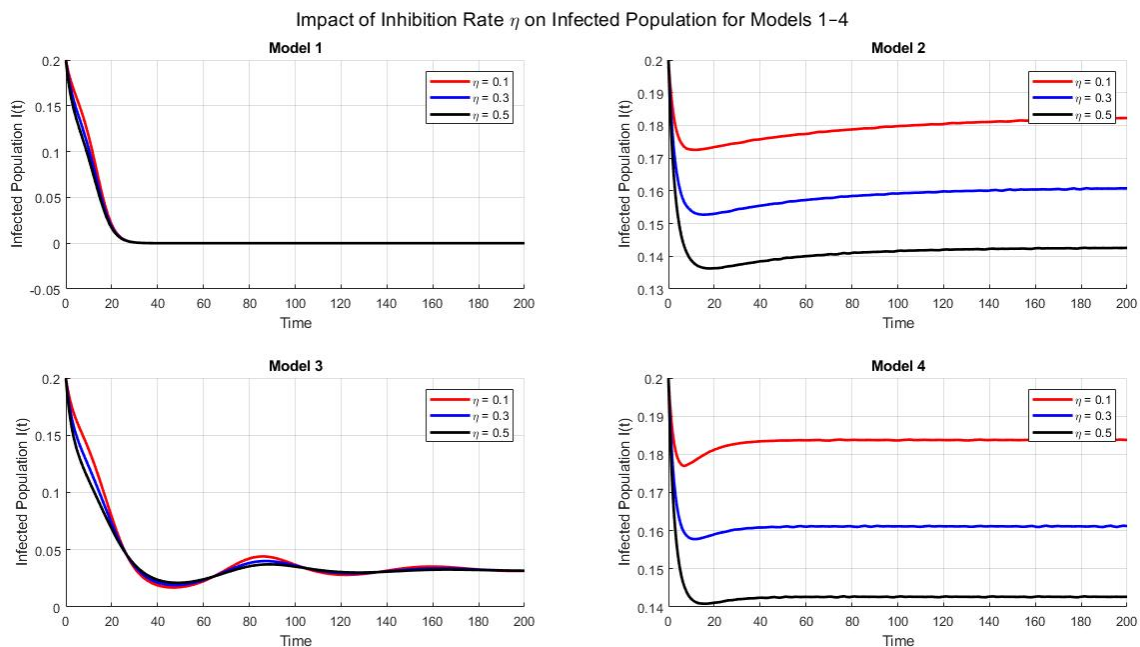 Impact of Inhibition Rate η on Infected Population for Models 1−4
Model 1
Infected Population I(t)
0.2
0.15
0.1
0.05
0
-0.05
0 20 40 60 80 100 120 140 160 180 200
Time
η = 0.1
η = 0.3
η = 0.5
Model 2
Infected Population I(t)
0.2
0.19
0.18
0.17
0.16
0.15
0.14
0.13
0 20 40 60 80 100 120 140 160 180 200
Time
η = 0.1
η = 0.3
η = 0.5
Model 3
Infected Population I(t)
0.2
0.15
0.1
0.05
0
0 20 40 60 80 100 120 140 160 180 200
Time
η = 0.1
η = 0.3
η = 0.5
Model 4
Infected Population I(t)
0.2
0.19
0.18
0.17
0.16
0.15
0.14
0 20 40 60 80 100 120 140 160 180 200
Time
η = 0.1
η = 0.3
η = 0.5